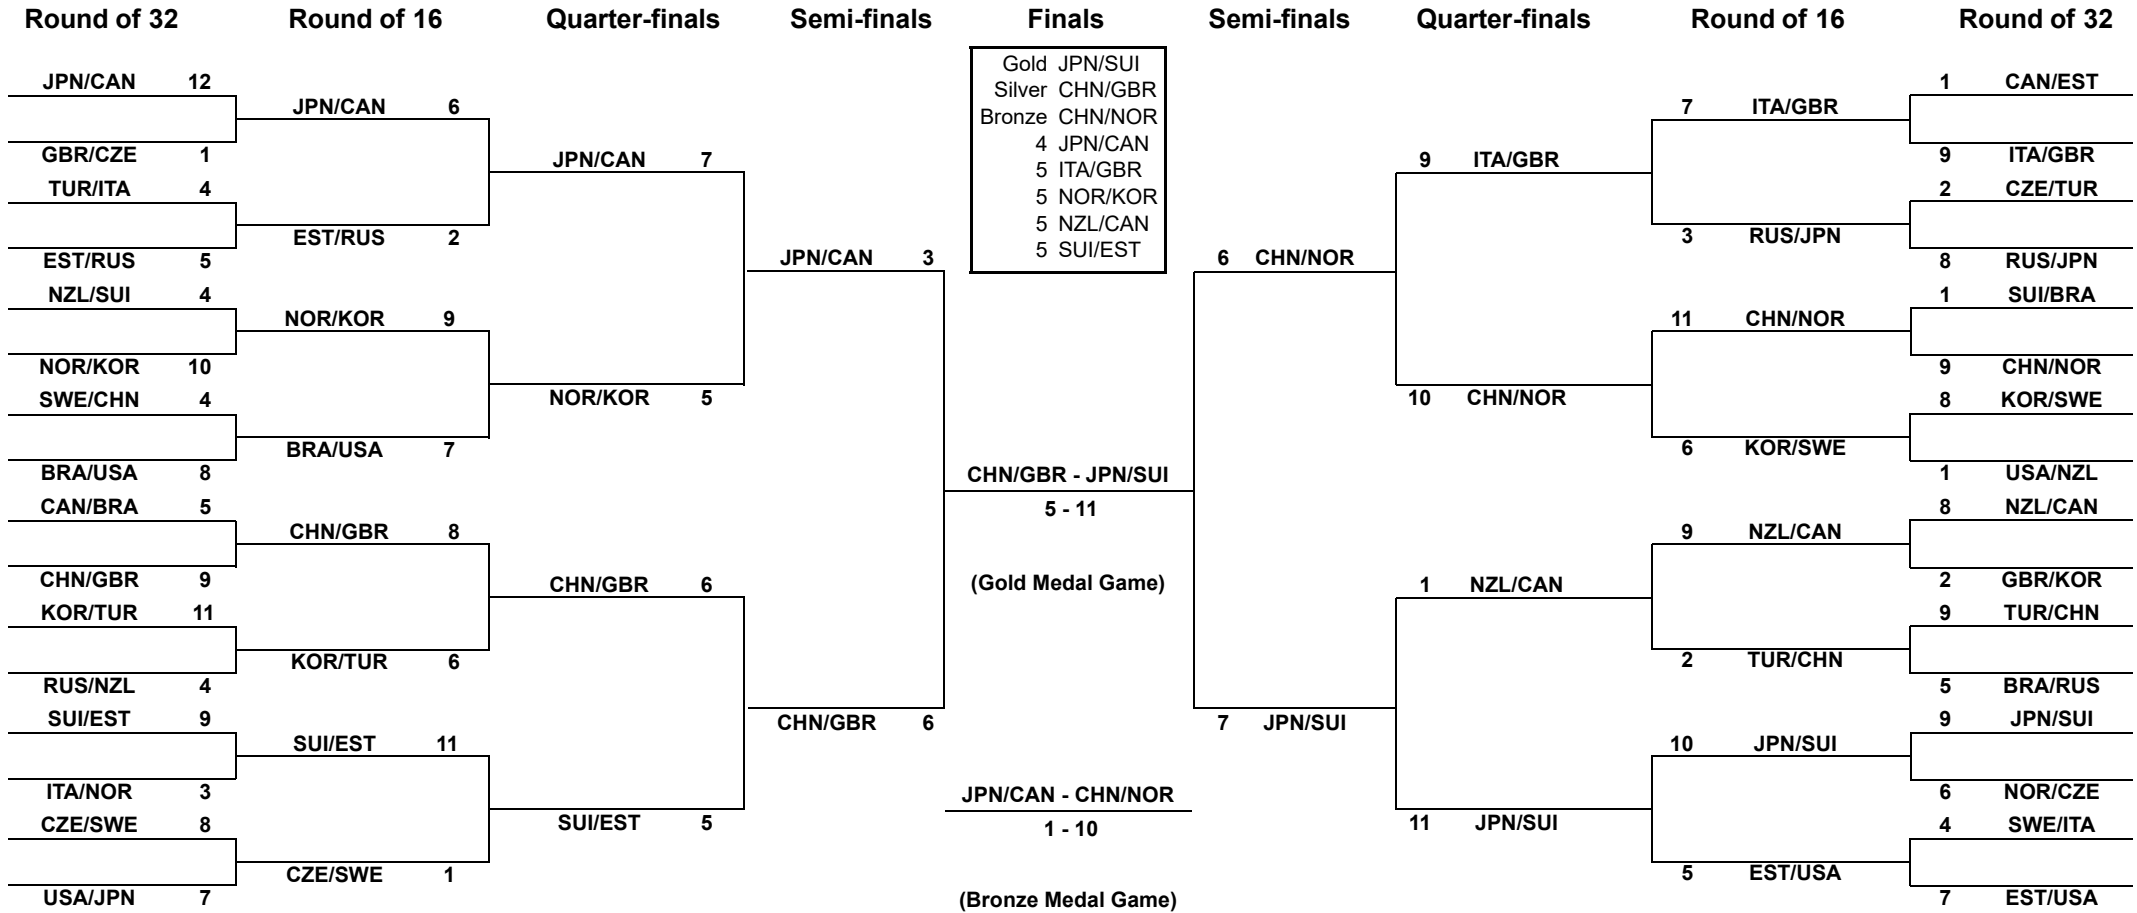 Round of 32 Round of 16 Quarter-finals Semi-finals Finals Semi-finals Quarter-finals Round of 16 Round of 32
JPN/CAN 12
GBR/CZE 1
TUR/ITA 4
EST/RUS 5
NZL/SUI 4
NOR/KOR 10
SWE/CHN 4
BRA/USA 8
CAN/BRA 5
CHN/GBR 9
KOR/TUR 11
RUS/NZL 4
SUI/EST 9
ITA/NOR 3
CZE/SWE 8
USA/JPN 7
JPN/CAN 6
EST/RUS 2
NOR/KOR 9
BRA/USA 7
CHN/GBR 8
KOR/TUR 6
SUI/EST 11
CZE/SWE 1
JPN/CAN 7
NOR/KOR 5
CHN/GBR 6
SUI/EST 5
JPN/CAN 3
CHN/GBR 6
Gold JPN/SUI
Silver CHN/GBR
Bronze CHN/NOR
4 JPN/CAN
5 ITA/GBR
5 NOR/KOR
5 NZL/CAN
5 SUI/EST
CHN/GBR - JPN/SUI
5 - 11
(Gold Medal Game)
JPN/CAN - CHN/NOR
1 - 10
(Bronze Medal Game)
6 CHN/NOR
7 JPN/SUI
9 ITA/GBR
10 CHN/NOR
1 NZL/CAN
11 JPN/SUI
7 ITA/GBR
3 RUS/JPN
11 CHN/NOR
6 KOR/SWE
9 NZL/CAN
2 TUR/CHN
10 JPN/SUI
5 EST/USA
1 CAN/EST
9 ITA/GBR
2 CZE/TUR
8 RUS/JPN
1 SUI/BRA
9 CHN/NOR
8 KOR/SWE
1 USA/NZL
8 NZL/CAN
2 GBR/KOR
9 TUR/CHN
5 BRA/RUS
9 JPN/SUI
6 NOR/CZE
4 SWE/ITA
7 EST/USA